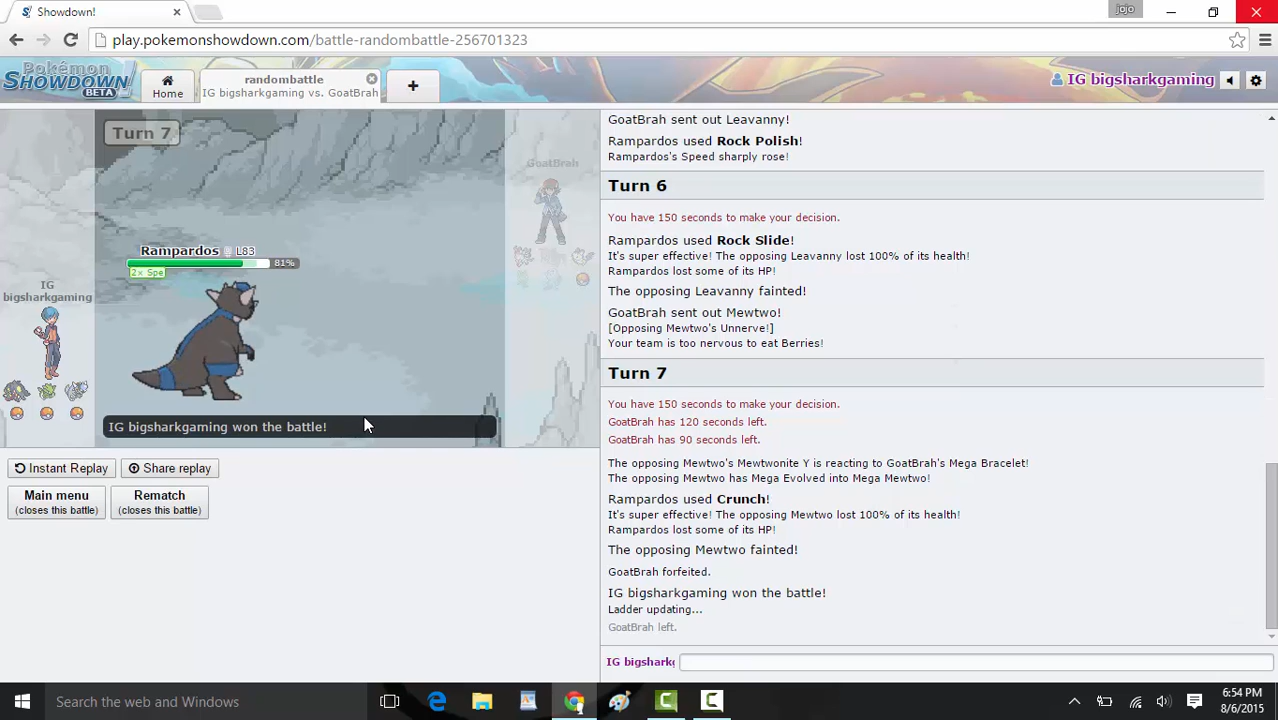 Showdown!
jojo
play.pokemonshowdown.com/battle-randombattle-256701323
Pokémon
SHOWDOWN
BETA
Home
randombattle
IG bigsharkgaming vs. GoatBrah
+
IG bigsharkgaming
Turn 7
GoatBrah
Rampardos L83
81%
2x Spe
IG
bigsharkgaming
IG bigsharkgaming won the battle!
Instant Replay
Share replay
Main menu
(closes this battle)
Rematch
(closes this battle)
GoatBrah sent out Leavanny!
Rampardos used Rock Polish!
Rampardos's Speed sharply rose!
Turn 6
You have 150 seconds to make your decision.
Rampardos used Rock Slide!
It's super effective! The opposing Leavanny lost 100% of its health!
Rampardos lost some of its HP!
The opposing Leavanny fainted!
GoatBrah sent out Mewtwo!
[Opposing Mewtwo's Unnerve!]
Your team is too nervous to eat Berries!
Turn 7
You have 150 seconds to make your decision.
GoatBrah has 120 seconds left.
GoatBrah has 90 seconds left.
The opposing Mewtwo's Mewtwonite Y is reacting to GoatBrah's Mega Bracelet!
The opposing Mewtwo has Mega Evolved into Mega Mewtwo!
Rampardos used Crunch!
It's super effective! The opposing Mewtwo lost 100% of its health!
Rampardos lost some of its HP!
The opposing Mewtwo fainted!
GoatBrah forfeited.
IG bigsharkgaming won the battle!
Ladder updating...
GoatBrah left.
IG bigshark
Search the web and Windows
6:54 PM
8/6/2015